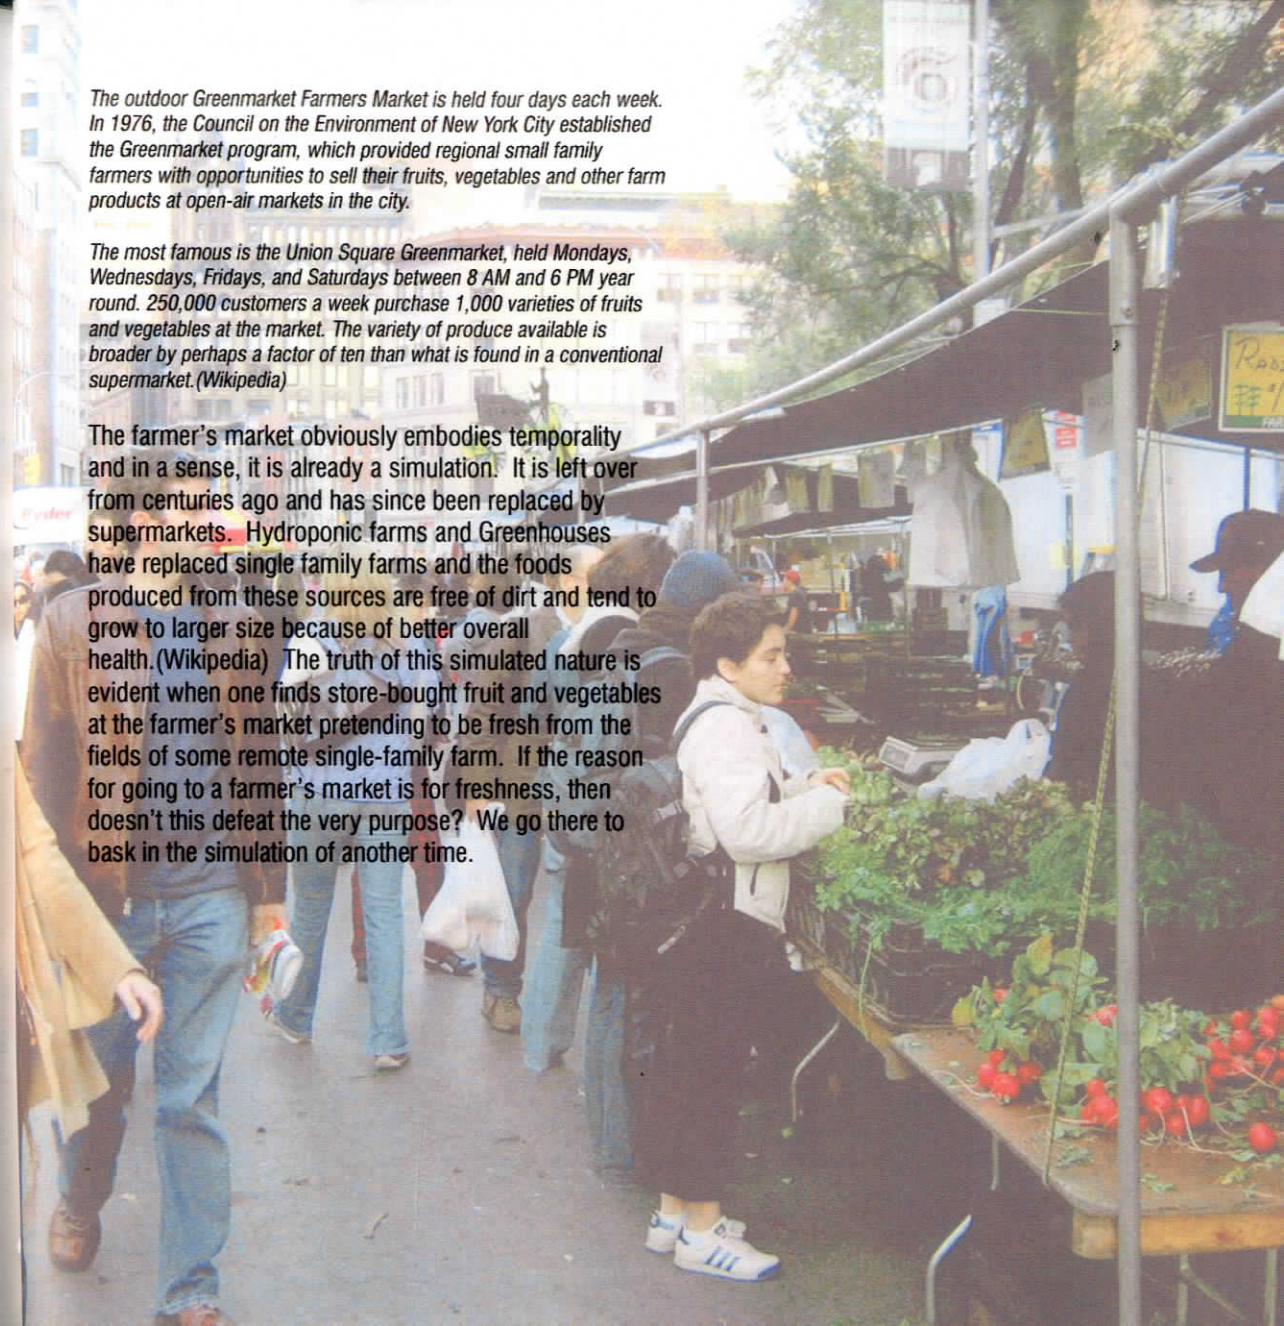 The outdoor Greenmarket Farmers Market is held four days each week.
In 1976, the Council on the Environment of New York City established
the Greenmarket program, which provided regional small family
farmers with opportunities to sell their fruits, vegetables and other farm
products at open-air markets in the city.
The most famous is the Union Square Greenmarket, held Mondays,
Wednesdays, Fridays, and Saturdays between 8 AM and 6 PM year
round. 250,000 customers a week purchase 1,000 varieties of fruits
and vegetables at the market. The variety of produce available is
broader by perhaps a factor of ten than what is found in a conventional
supermarket.(Wikipedia)
The farmer's market obviously embodies temporality
and in a sense, it is already a simulation. It is left over
from centuries ago and has since been replaced by
supermarkets. Hydroponic farms and Greenhouses
have replaced single family farms and the foods
produced from these sources are free of dirt and tend to
grow to larger size because of better overall
health.(Wikipedia) The truth of this simulated nature is
evident when one finds store-bought fruit and vegetables
at the farmer's market pretending to be fresh from the
fields of some remote single-family farm. If the reason
for going to a farmer's market is for freshness, then
doesn't this defeat the very purpose? We go there to
bask in the simulation of another time.
Ryder